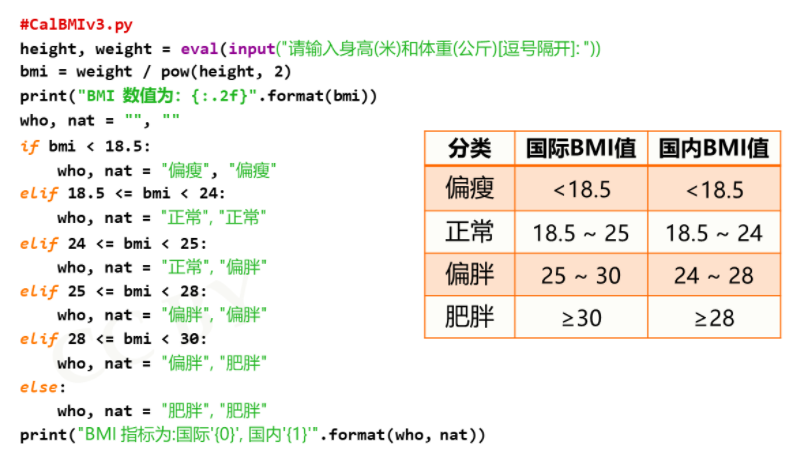 #CalBMIv3.py
height, weight = eval(input("请输入身高(米)和体重(公斤)[逗号隔开]: "))
bmi = weight / pow(height, 2)
print("BMI 数值为: {:.2f}".format(bmi))
who, nat = "", ""
if bmi < 18.5:
    who, nat = "偏瘦", "偏瘦"
elif 18.5 <= bmi < 24:
    who, nat = "正常", "正常"
elif 24 <= bmi < 25:
    who, nat = "正常", "偏胖"
elif 25 <= bmi < 28:
    who, nat = "偏胖", "偏胖"
elif 28 <= bmi < 30:
    who, nat = "偏胖", "肥胖"
else:
    who, nat = "肥胖", "肥胖"
print("BMI 指标为:国际'{0}', 国内'{1}'".format(who, nat))
分类 国际BMI值 国内BMI值
偏瘦 <18.5 <18.5
正常 18.5 ~ 25 18.5 ~ 24
偏胖 25 ~ 30 24 ~ 28
肥胖 ≥30 ≥28